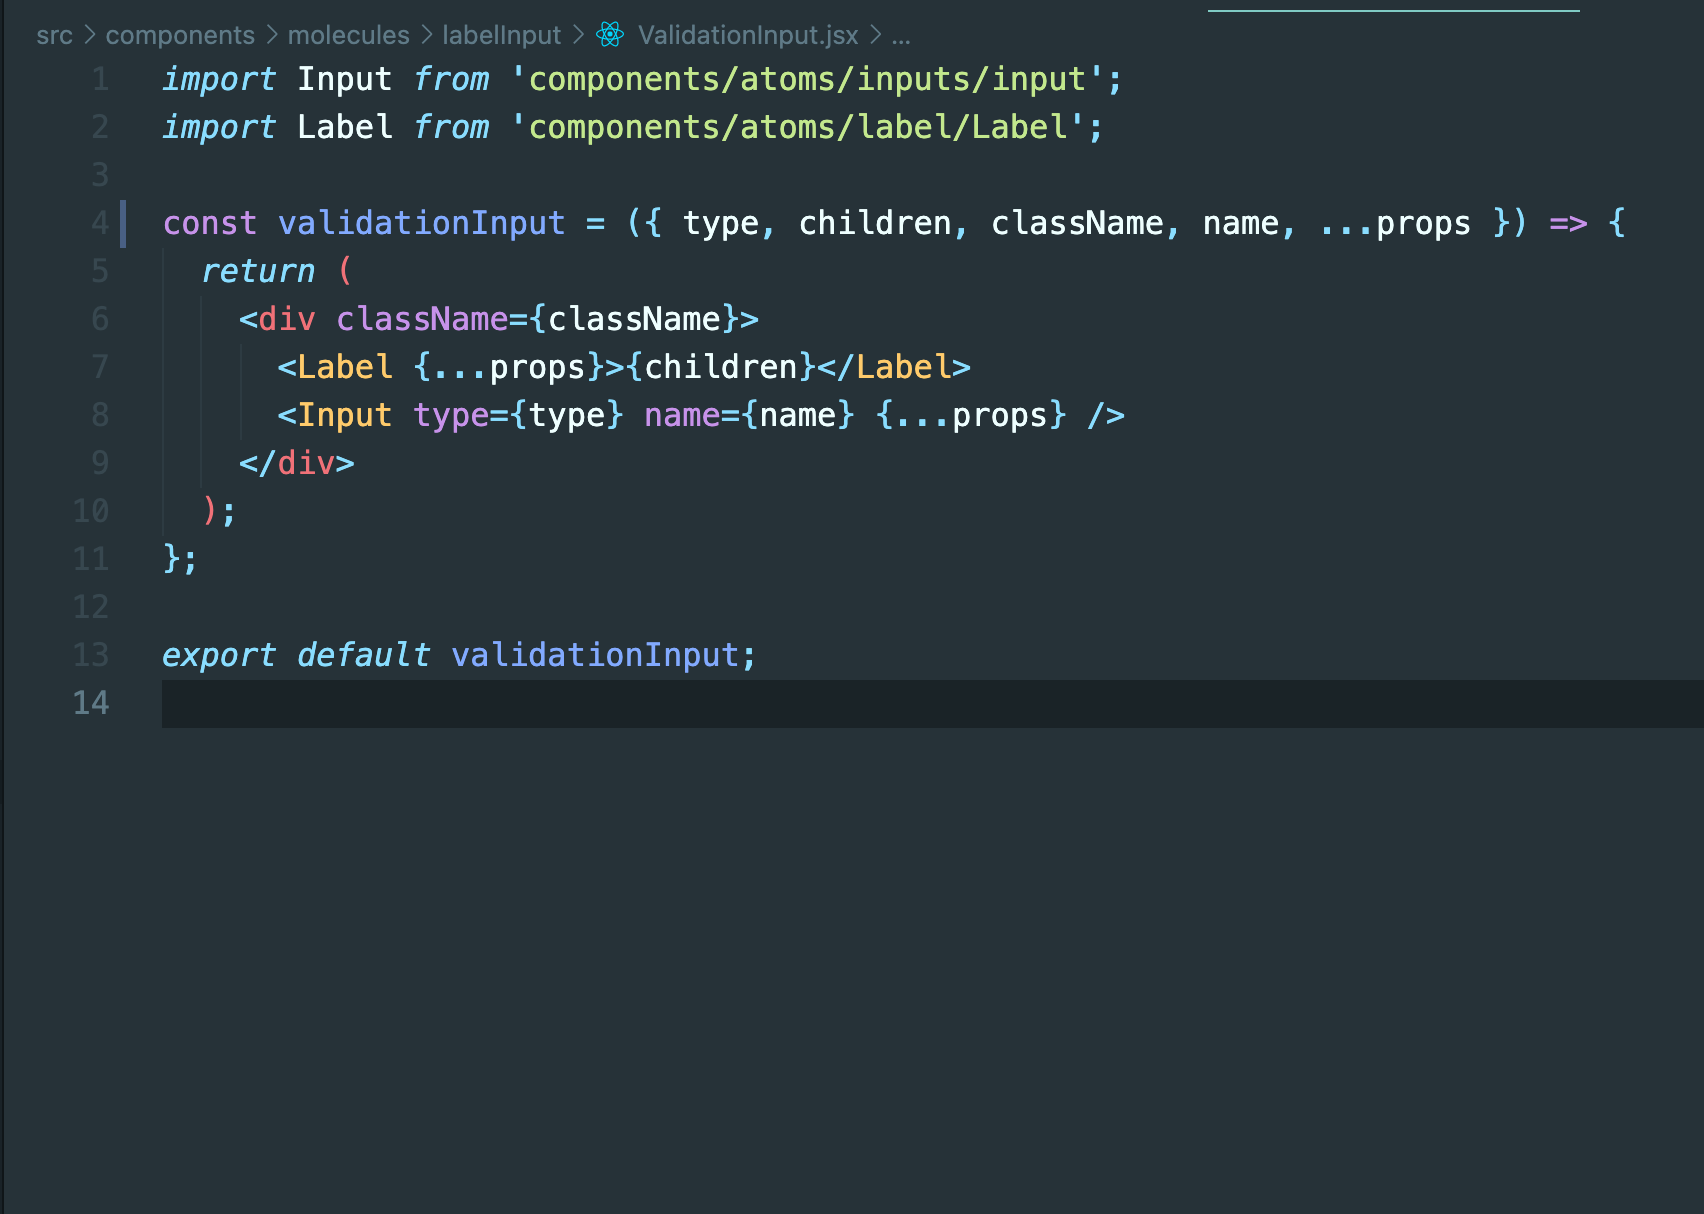 src > components > molecules > labelInput > ValidationInput.jsx > ...
1 import Input from 'components/atoms/inputs/input';
2 import Label from 'components/atoms/label/Label';
3
4 const validationInput = ({ type, children, className, name, ...props }) => {
5   return (
6     <div className={className}>
7       <Label {...props}>{children}</Label>
8       <Input type={type} name={name} {...props} />
9     </div>
10   );
11 };
12
13 export default validationInput;
14